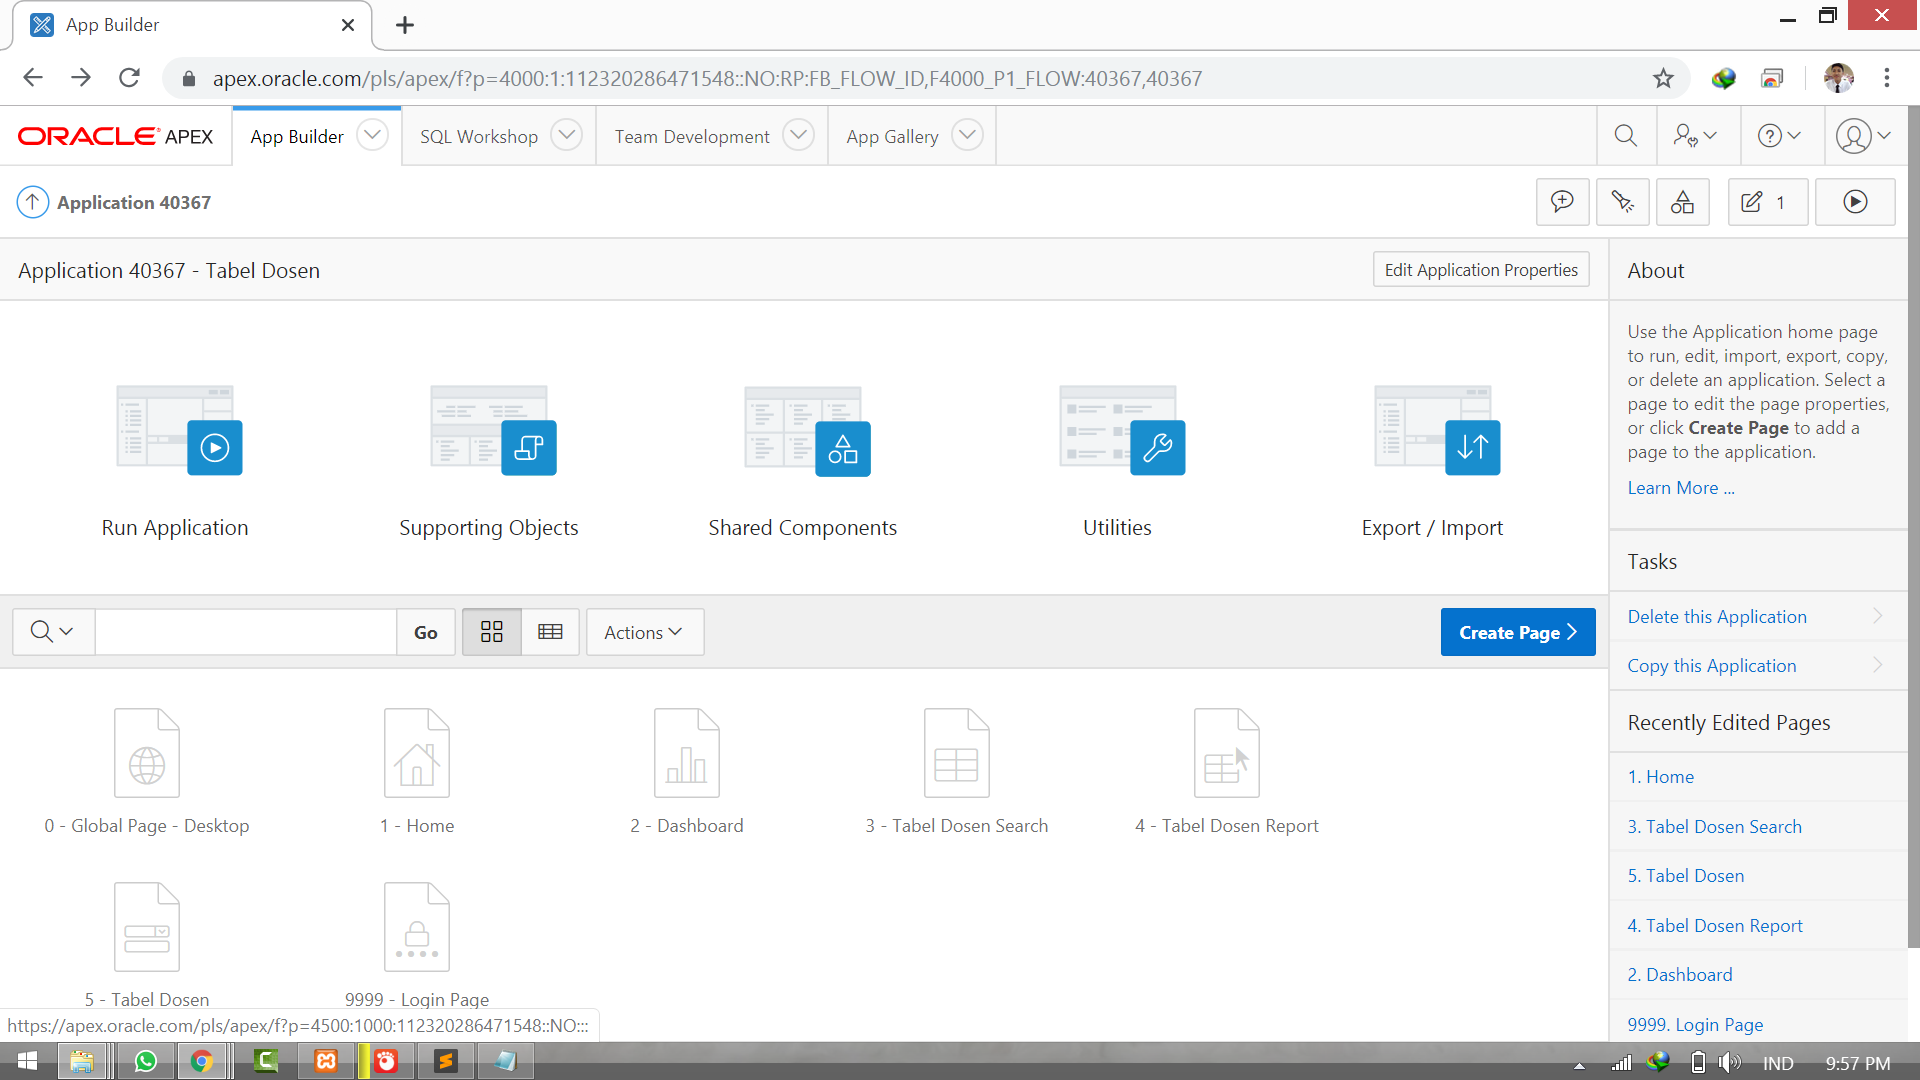 App Builder
apex.oracle.com/pls/apex/f?p=4000:1:112320286471548::NO:RP:FB_FLOW_ID,F4000_P1_FLOW:40367,40367
ORACLE APEX
App Builder
SQL Workshop
Team Development
App Gallery
Application 40367
1
Application 40367 - Tabel Dosen
Edit Application Properties
Run Application
Supporting Objects
Shared Components
Utilities
Export / Import
Go
Actions
Create Page
0 - Global Page - Desktop
1 - Home
2 - Dashboard
3 - Tabel Dosen Search
4 - Tabel Dosen Report
5 - Tabel Dosen
9999 - Login Page
About
Use the Application home page
to run, edit, import, export, copy,
or delete an application. Select a
page to edit the page properties,
or click Create Page to add a
page to the application.
Learn More ...
Tasks
Delete this Application
Copy this Application
Recently Edited Pages
1. Home
3. Tabel Dosen Search
5. Tabel Dosen
4. Tabel Dosen Report
2. Dashboard
9999. Login Page
https://apex.oracle.com/pls/apex/f?p=4500:1000:112320286471548::NO:::
IND
9:57 PM